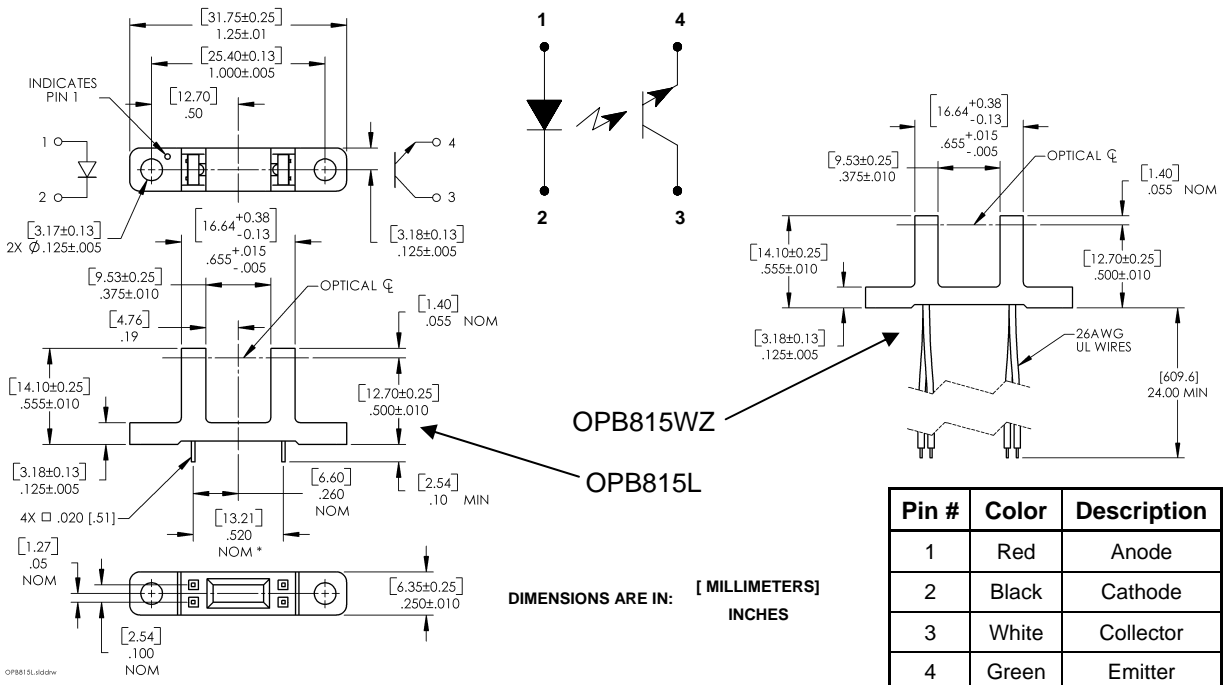 [31.75±0.25]
1.25±.01
[25.40±0.13]
1.000±.005
INDICATES
PIN 1
[12.70]
.50
1
2
4
3
[3.17±0.13]
2X Ø.125±.005
[16.64 +0.38 -0.13]
.655 +.015 -.005
[3.18±0.13]
.125±.005
[9.53±0.25]
.375±.010
OPTICAL ℄
[4.76]
.19
[1.40]
.055 NOM
[14.10±0.25]
.555±.010
[12.70±0.25]
.500±.010
[3.18±0.13]
.125±.005
[6.60]
.260
NOM
[2.54]
.10 MIN
4X □ .020 [.51]
[13.21]
.520
NOM *
[1.27]
.05
NOM
[6.35±0.25]
.250±.010
[2.54]
.100
NOM
OPB815L.slddrw
1
4
2
3
[16.64 +0.38 -0.13]
.655 +.015 -.005
OPTICAL ℄
[9.53±0.25]
.375±.010
[1.40]
.055 NOM
[14.10±0.25]
.555±.010
[12.70±0.25]
.500±.010
[3.18±0.13]
.125±.005
26AWG
UL WIRES
[609.6]
24.00 MIN
OPB815WZ
OPB815L
DIMENSIONS ARE IN: [ MILLIMETERS]
INCHES
Pin # Color Description
1 Red Anode
2 Black Cathode
3 White Collector
4 Green Emitter